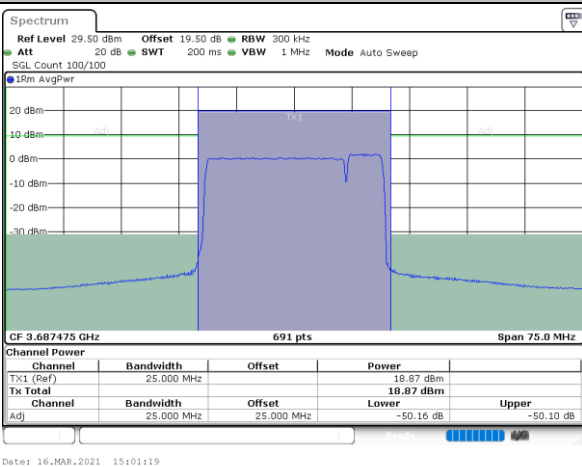 Spectrum
Ref Level 29.50 dBm Offset 19.50 dB RBW 300 kHz
Att 20 dB SWT 200 ms VBW 1 MHz Mode Auto Sweep
SGL Count 100/100
1Rm AvgPwr
20 dBm
TX1
Adj
Adj
10 dBm
0 dBm
-10 dBm
-20 dBm
-30 dBm
CF 3.687475 GHz 691 pts Span 75.0 MHz
Channel Power
Channel Bandwidth Offset Power
TX1 (Ref) 25.000 MHz 18.87 dBm
Tx Total 18.87 dBm
Channel Bandwidth Offset Lower Upper
Adj 25.000 MHz 25.000 MHz -50.16 dB -50.10 dB
Ready
Date: 16.MAR.2021 15:01:19